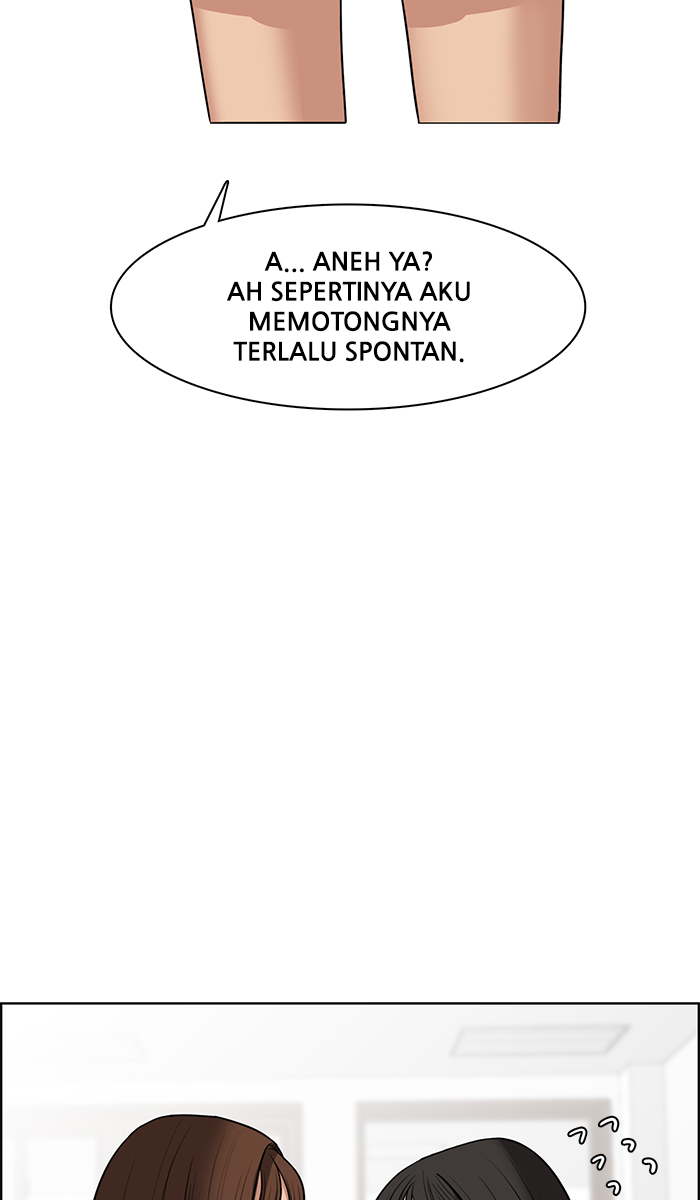 A... ANEH YA?
AH SEPERTINYA AKU
MEMOTONGNYA
TERLALU SPONTAN.